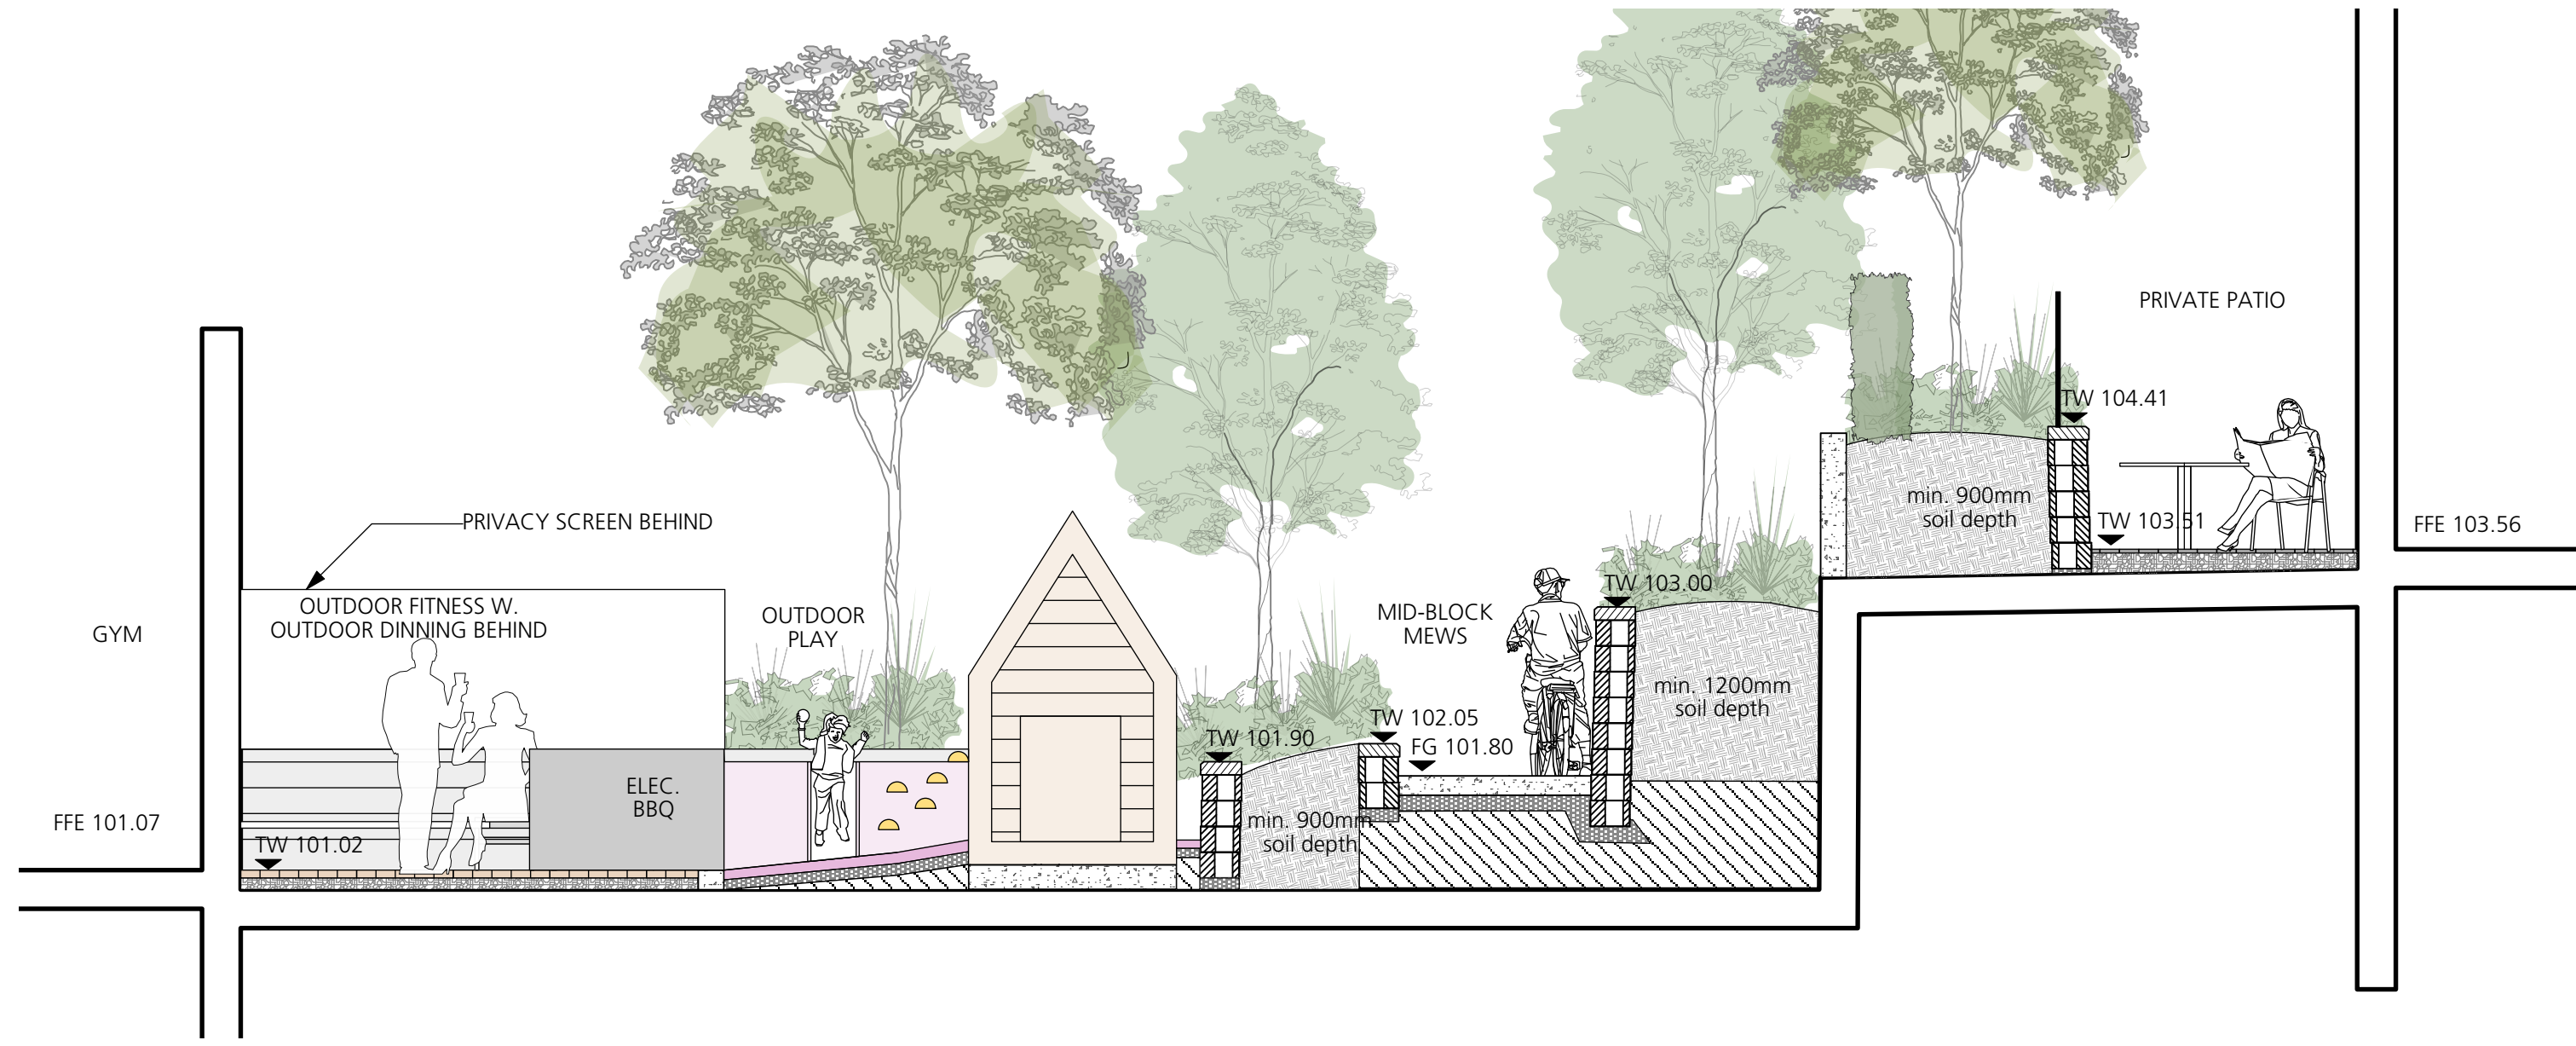 PRIVATE PATIO
TW 104.41
min. 900mm
soil depth
TW 103.51
FFE 103.56
PRIVACY SCREEN BEHIND
OUTDOOR FITNESS W.
OUTDOOR DINNING BEHIND
GYM
OUTDOOR
PLAY
MID-BLOCK
MEWS
TW 103.00
min. 1200mm
soil depth
TW 102.05
TW 101.90
FG 101.80
ELEC.
BBQ
FFE 101.07
TW 101.02
min. 900mm
soil depth